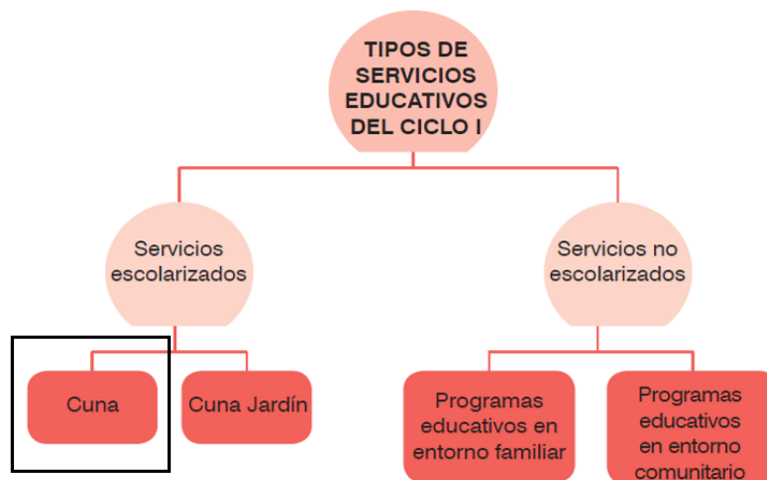 TIPOS DE
SERVICIOS
EDUCATIVOS
DEL CICLO I
Servicios
escolarizados
Servicios no
escolarizados
Cuna
Cuna Jardín
Programas
educativos en
entorno familiar
Programas
educativos
en entorno
comunitario